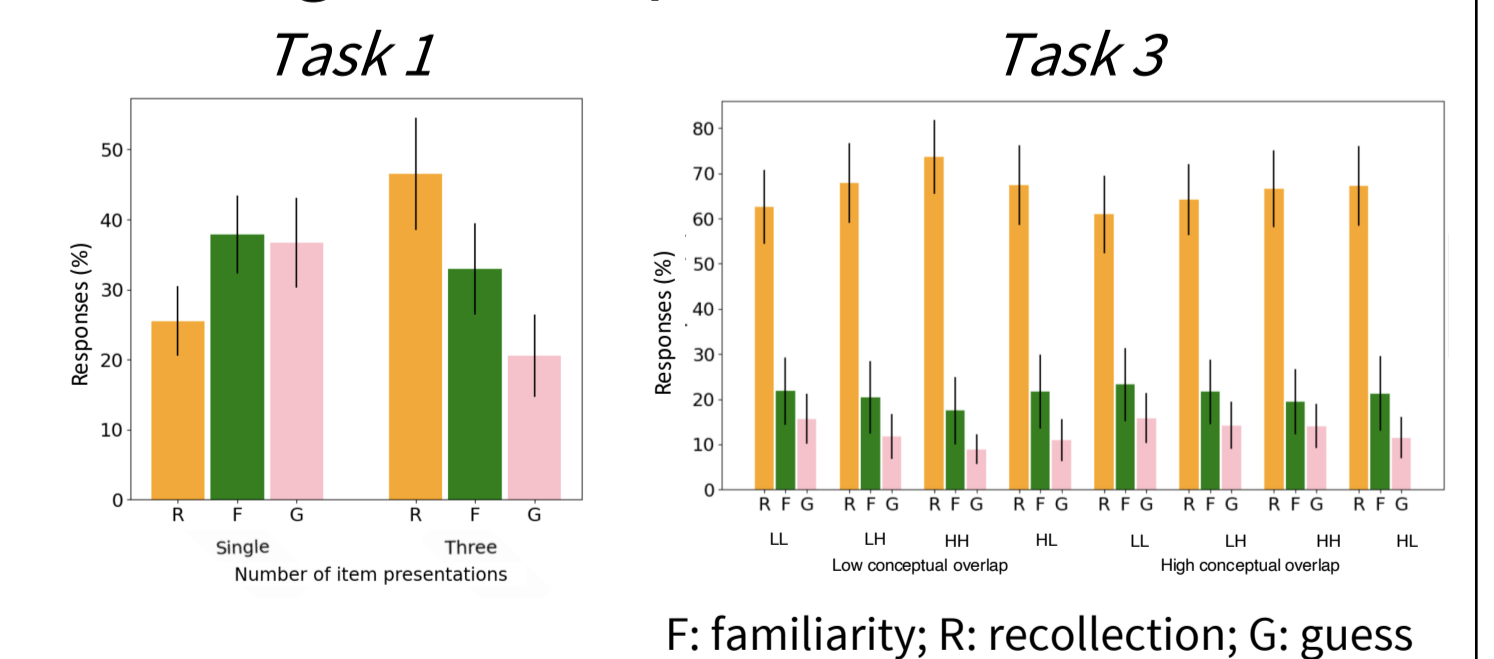 Task 1
Task 3
Responses (%)
50
40
30
20
10
0
R F G R F G
Single Three
Number of item presentations
Responses (%)
80
70
60
50
40
30
20
10
0
R F G R F G R F G R F G R F G R F G R F G R F G
LL LH HH HL LL LH HH HL
Low conceptual overlap High conceptual overlap
F: familiarity; R: recollection; G: guess